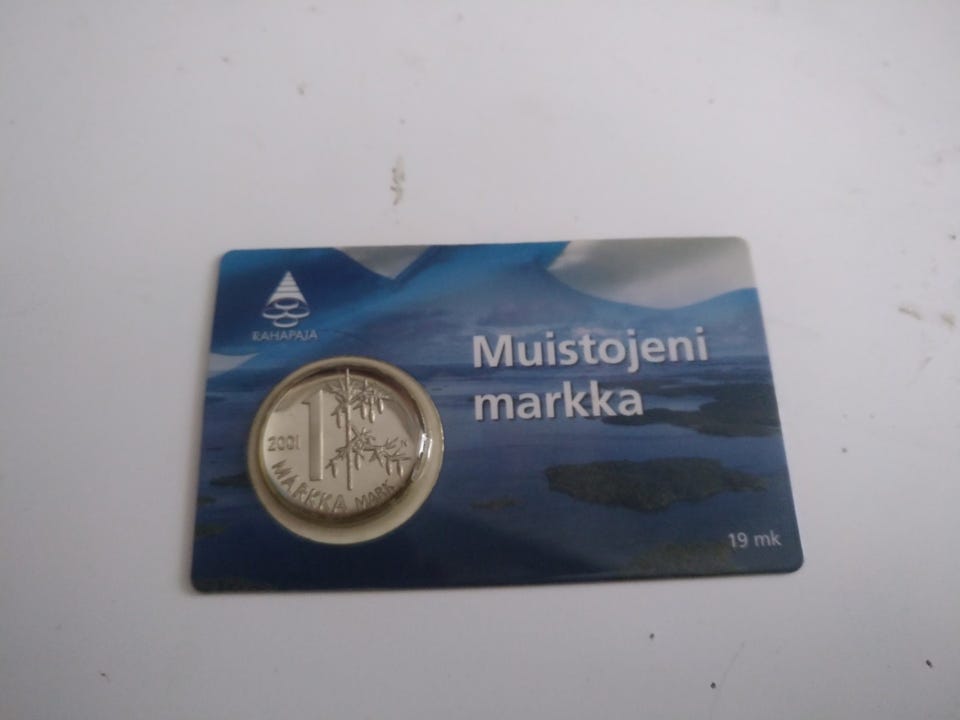 RAHAPAJA
Muistojeni
markka
1
2001
MARKKA MARK
N
19 mk